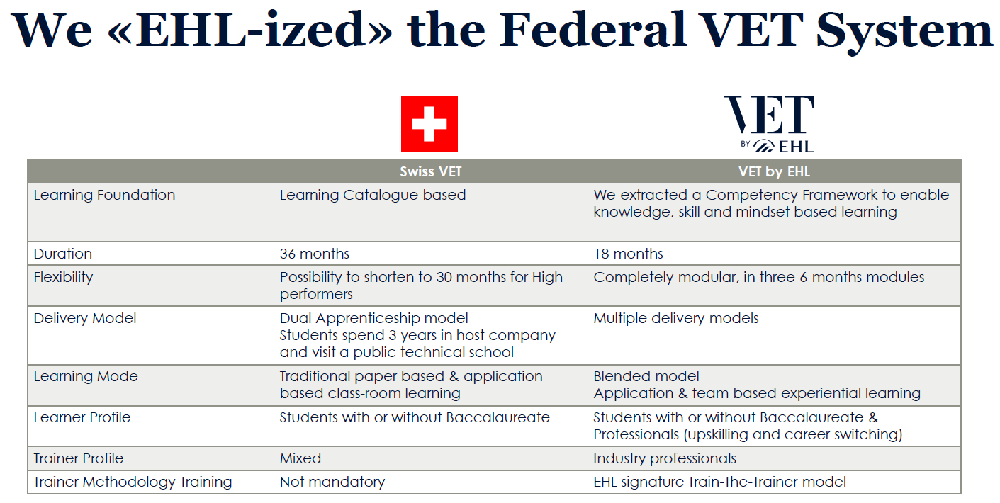 We «EHL-ized» the Federal VET System
VET
BY EHL
Swiss VET VET by EHL
Learning Foundation Learning Catalogue based We extracted a Competency Framework to enable
knowledge, skill and mindset based learning
Duration 36 months 18 months
Flexibility Possibility to shorten to 30 months for High Completely modular, in three 6-months modules
performers
Delivery Model Dual Apprenticeship model Multiple delivery models
Students spend 3 years in host company
and visit a public technical school
Learning Mode Traditional paper based & application Blended model
based class-room learning Application & team based experiential learning
Learner Profile Students with or without Baccalaureate Students with or without Baccalaureate &
Professionals (upskilling and career switching)
Trainer Profile Mixed Industry professionals
Trainer Methodology Training Not mandatory EHL signature Train-The-Trainer model